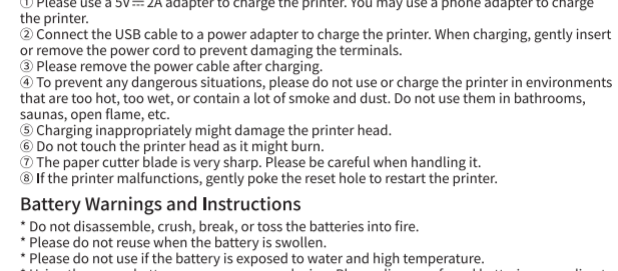 ① Please use a 5V⎓2A adapter to charge the printer. You may use a phone adapter to charge
the printer.
② Connect the USB cable to a power adapter to charge the printer. When charging, gently insert
or remove the power cord to prevent damaging the terminals.
③ Please remove the power cable after charging.
④ To prevent any dangerous situations, please do not use or charge the printer in environments
that are too hot, too wet, or contain a lot of smoke and dust. Do not use them in bathrooms,
saunas, open flame, etc.
⑤ Charging inappropriately might damage the printer head.
⑥ Do not touch the printer head as it might burn.
⑦ The paper cutter blade is very sharp. Please be careful when handling it.
⑧ If the printer malfunctions, gently poke the reset hole to restart the printer.
Battery Warnings and Instructions
* Do not disassemble, crush, break, or toss the batteries into fire.
* Please do not reuse when the battery is swollen.
* Please do not use if the battery is exposed to water and high temperature.